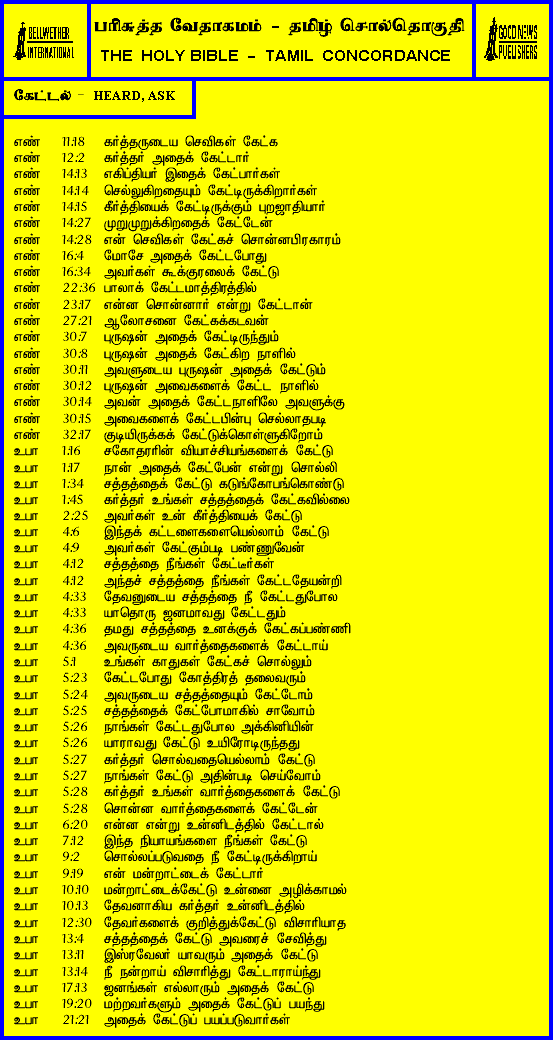 BELLWETHER
INTERNATIONAL
பரிசுத்த வேதாகமம் - தமிழ் சொல்தொகுதி
THE HOLY BIBLE - TAMIL CONCORDANCE
GOOD NEWS
PUBLISHERS
கேட்டல் - HEARD, ASK
எண் 11:18 கர்த்தருடைய செவிகள் கேட்க
எண் 12:2 கர்த்தர் அதைக் கேட்டார்
எண் 14:13 எகிப்தியர் இதைக் கேட்பார்கள்
எண் 14:14 செல்லுகிறதையும் கேட்டிருக்கிறார்கள்
எண் 14:15 கீர்த்தியைக் கேட்டிருக்கும் புறஜாதியார்
எண் 14:27 முறுமுறுக்கிறதைக் கேட்டேன்
எண் 14:28 என் செவிகள் கேட்கச் சொன்னபிரகாரம்
எண் 16:4 மோசே அதைக் கேட்டபோது
எண் 16:34 அவர்கள் கூக்குரலைக் கேட்டு
எண் 22:36 பாலாக் கேட்டமாத்திரத்தில்
எண் 23:17 என்ன சொன்னார் என்று கேட்டான்
எண் 27:21 ஆலோசனை கேட்கக்கடவன்
எண் 30:7 புருஷன் அதைக் கேட்டிருந்தும்
எண் 30:8 புருஷன் அதைக் கேட்கிற நாளில்
எண் 30:11 அவளுடைய புருஷன் அதைக் கேட்டும்
எண் 30:12 புருஷன் அவைகளைக் கேட்ட நாளில்
எண் 30:14 அவன் அதைக் கேட்டநாளிலே அவளுக்கு
எண் 30:15 அவைகளைக் கேட்டபின்பு செல்லாதபடி
எண் 32:17 குடியிருக்கக் கேட்டுக்கொள்ளுகிறோம்
உபா 1:16 சகோதரரின் வியாச்சியங்களைக் கேட்டு
உபா 1:17 நான் அதைக் கேட்பேன் என்று சொல்லி
உபா 1:34 சத்தத்தைக் கேட்டு கடுங்கோபங்கொண்டு
உபா 1:45 கர்த்தர் உங்கள் சத்தத்தைக் கேட்கவில்லை
உபா 2:25 அவர்கள் உன் கீர்த்தியைக் கேட்டு
உபா 4:6 இந்தக் கட்டளைகளையெல்லாம் கேட்டு
உபா 4:9 அவர்கள் கேட்கும்படி பண்ணுவேன்
உபா 4:12 சத்தத்தை நீங்கள் கேட்டீர்கள்
உபா 4:12 அந்தச் சத்தத்தை நீங்கள் கேட்டதேயன்றி
உபா 4:33 தேவனுடைய சத்தத்தை நீ கேட்டதுபோல
உபா 4:33 யாதொரு ஜனமாவது கேட்டதும்
உபா 4:36 தமது சத்தத்தை உனக்குக் கேட்கப்பண்ணி
உபா 4:36 அவருடைய வார்த்தைகளைக் கேட்டாய்
உபா 5:1 உங்கள் காதுகள் கேட்கச் சொல்லும்
உபா 5:23 கேட்டபோது கோத்திரத் தலைவரும்
உபா 5:24 அவருடைய சத்தத்தையும் கேட்டோம்
உபா 5:25 சத்தத்தைக் கேட்போமாகில் சாவோம்
உபா 5:26 நாங்கள் கேட்டதுபோல அக்கினியின்
உபா 5:26 யாராவது கேட்டு உயிரோடிருந்தது
உபா 5:27 கர்த்தர் சொல்வதையெல்லாம் கேட்டு
உபா 5:27 நாங்கள் கேட்டு அதின்படி செய்வோம்
உபா 5:28 கர்த்தர் உங்கள் வார்த்தைகளைக் கேட்டு
உபா 5:28 சொன்ன வார்த்தைகளைக் கேட்டேன்
உபா 6:20 என்ன என்று உன்னிடத்தில் கேட்டால்
உபா 7:12 இந்த நியாயங்களை நீங்கள் கேட்டு
உபா 9:2 சொல்லப்படுவதை நீ கேட்டிருக்கிறாய்
உபா 9:19 என் மன்றாட்டைக் கேட்டார்
உபா 10:10 மன்றாட்டைக்கேட்டு உன்னை அழிக்காமல்
உபா 10:13 தேவனாகிய கர்த்தர் உன்னிடத்தில்
உபா 12:30 தேவர்களைக் குறித்துக்கேட்டு விசாரியாத
உபா 13:4 சத்தத்தைக் கேட்டு அவரைச் சேவித்து
உபா 13:11 இஸ்ரவேலர் யாவரும் அதைக் கேட்டு
உபா 13:14 நீ நன்றாய் விசாரித்து கேட்டாராய்ந்து
உபா 17:13 ஜனங்கள் எல்லாரும் அதைக் கேட்டு
உபா 19:20 மற்றவர்களும் அதைக் கேட்டுப் பயந்து
உபா 21:21 அதைக் கேட்டுப் பயப்படுவார்கள்